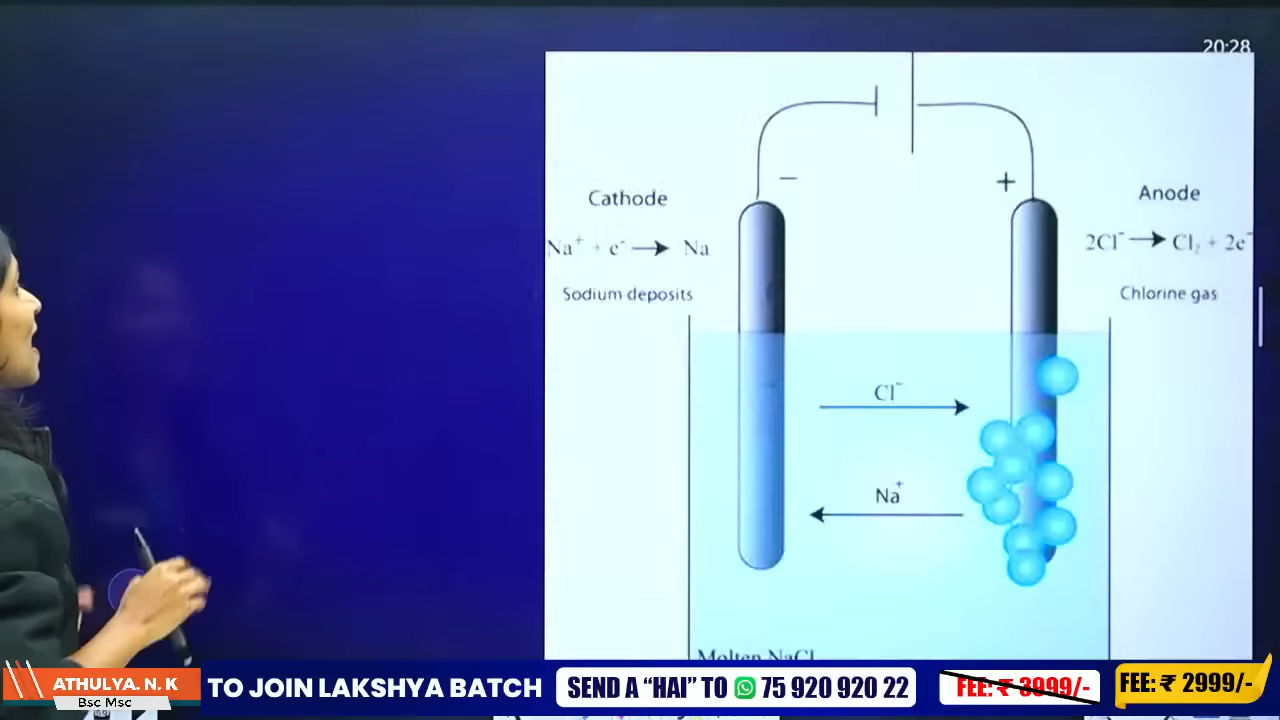 20:28
− +
Cathode
Anode
Na⁺ + e⁻ → Na
2Cl⁻ → Cl₂ + 2e⁻
Sodium deposits
Chlorine gas
Cl⁻
Na⁺
Molten NaCl
ATHULYA. N. K
Bsc Msc
TO JOIN LAKSHYA BATCH
SEND A “HAI” TO 75 920 920 22
FEE: ₹ 3999/-
FEE: ₹ 2999/-